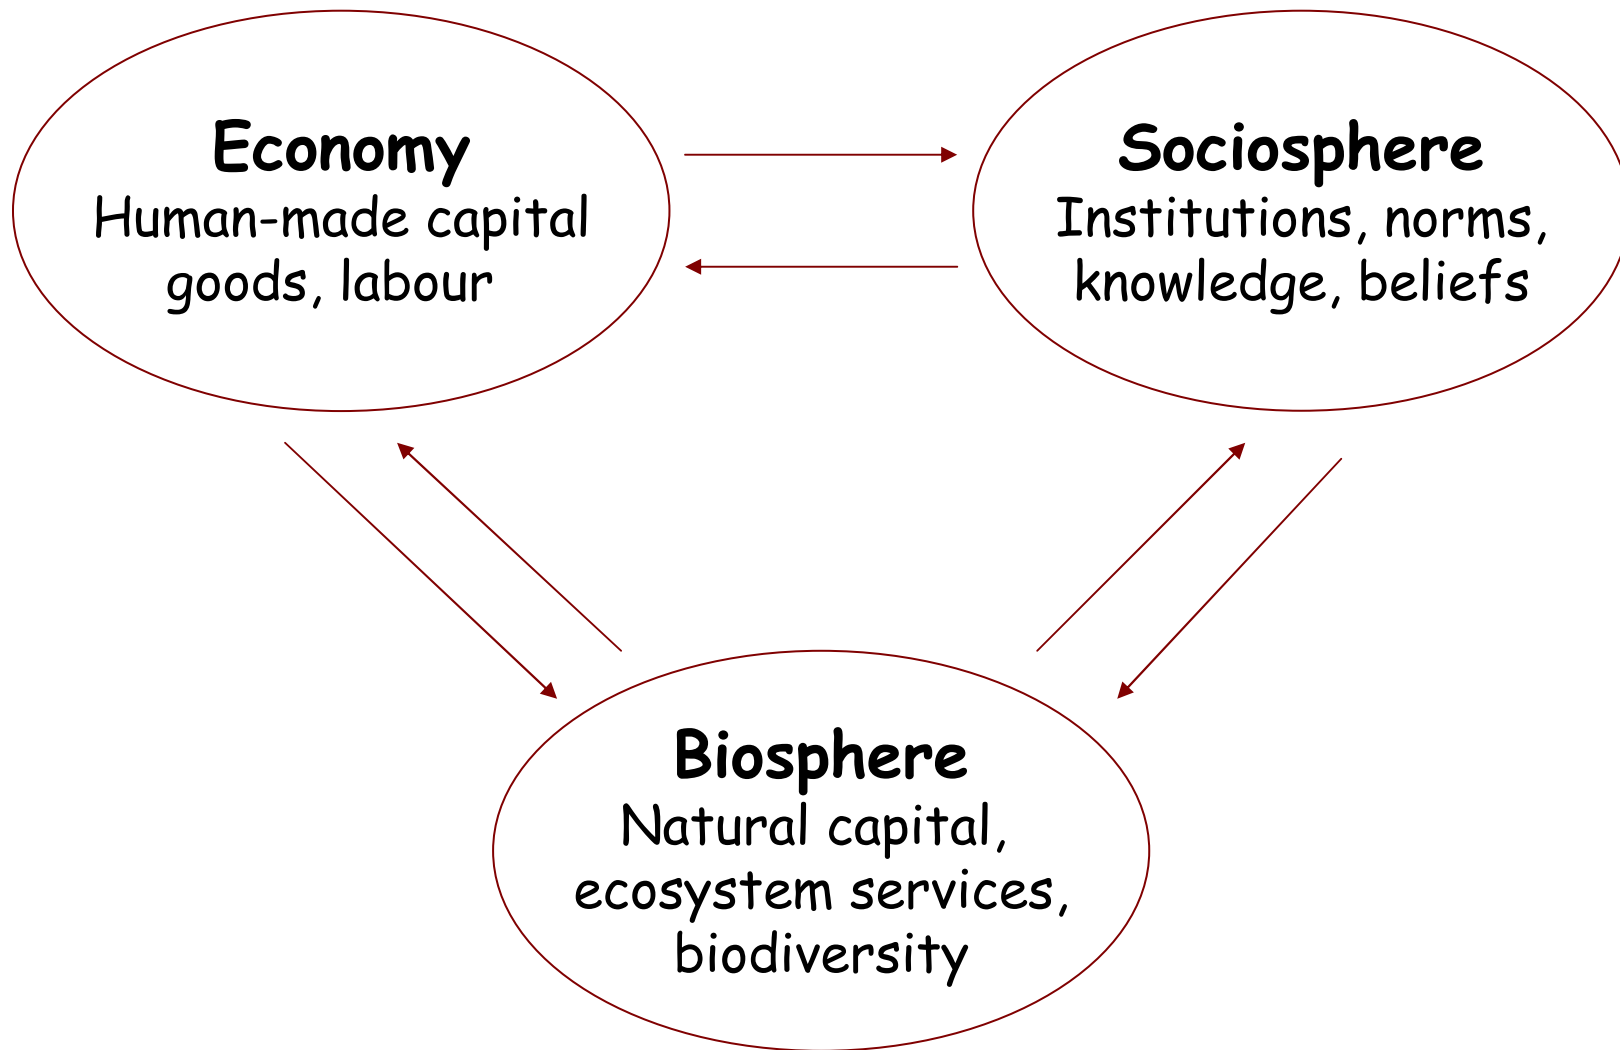 Economy
Human-made capital
goods, labour
Sociosphere
Institutions, norms,
knowledge, beliefs
Biosphere
Natural capital,
ecosystem services,
biodiversity